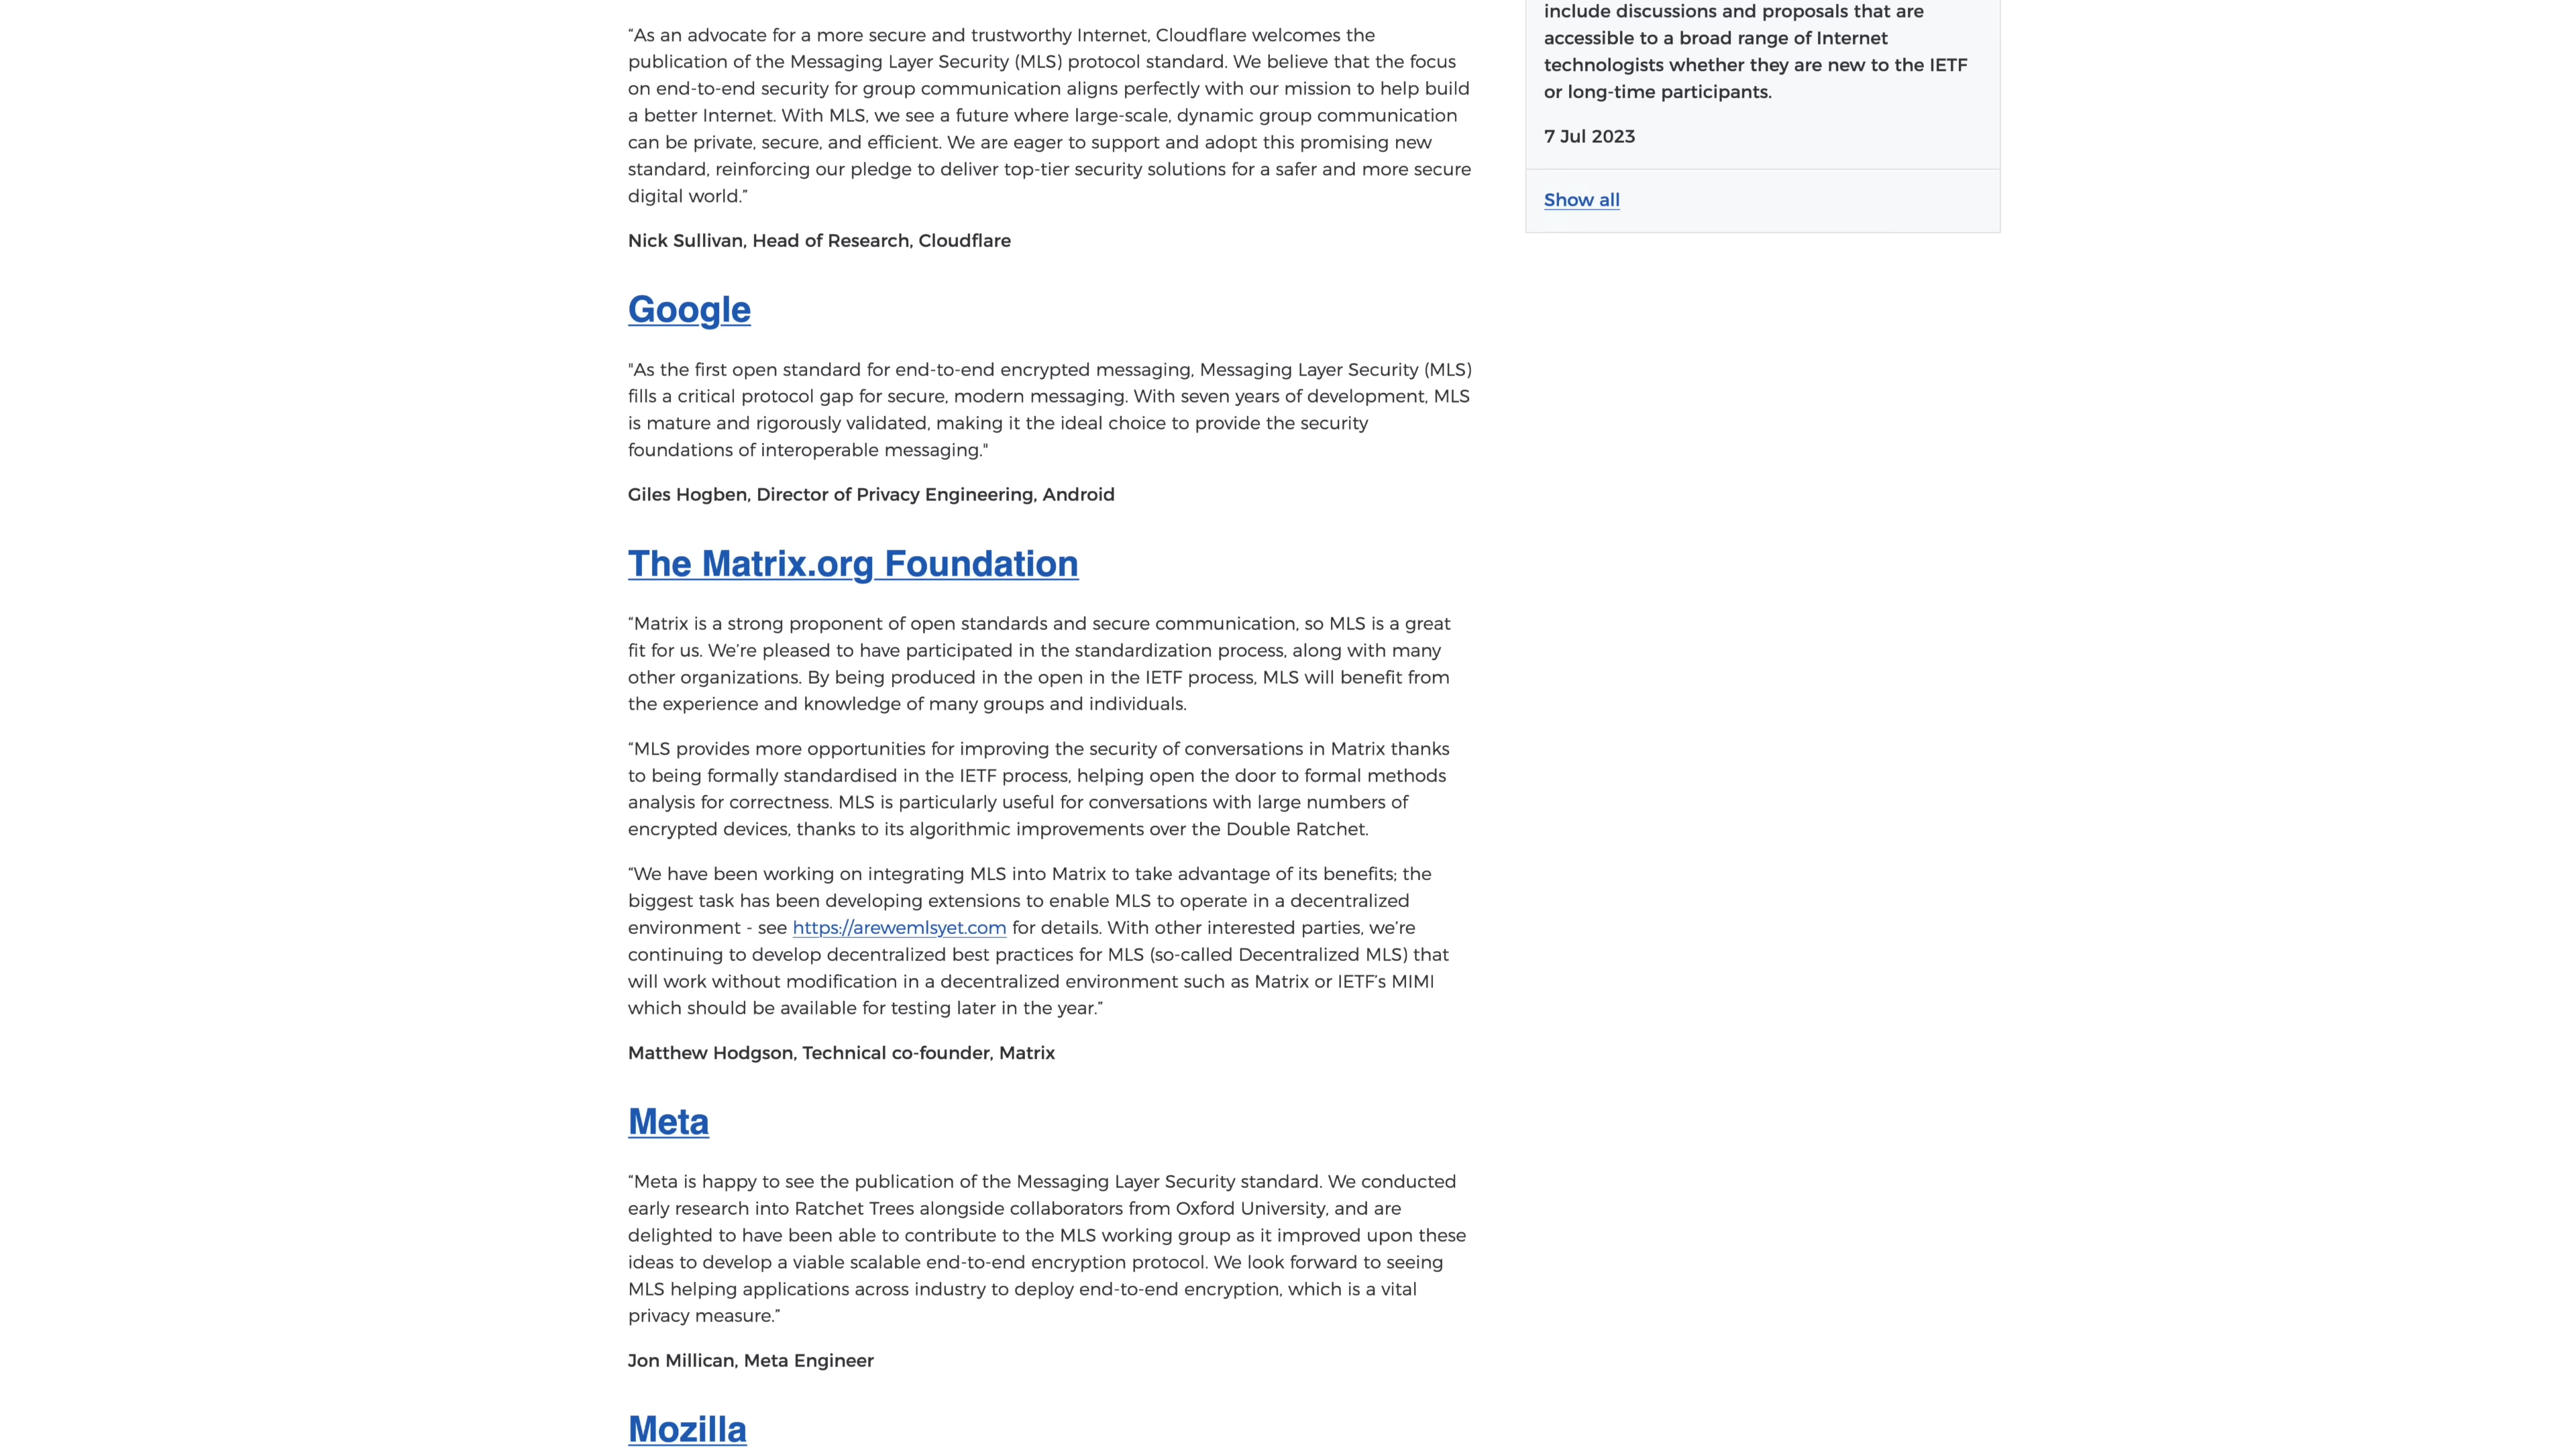 “As an advocate for a more secure and trustworthy Internet, Cloudflare welcomes the
publication of the Messaging Layer Security (MLS) protocol standard. We believe that the focus
on end-to-end security for group communication aligns perfectly with our mission to help build
a better Internet. With MLS, we see a future where large-scale, dynamic group communication
can be private, secure, and efficient. We are eager to support and adopt this promising new
standard, reinforcing our pledge to deliver top-tier security solutions for a safer and more secure
digital world.”
Nick Sullivan, Head of Research, Cloudflare
Google
"As the first open standard for end-to-end encrypted messaging, Messaging Layer Security (MLS)
fills a critical protocol gap for secure, modern messaging. With seven years of development, MLS
is mature and rigorously validated, making it the ideal choice to provide the security
foundations of interoperable messaging."
Giles Hogben, Director of Privacy Engineering, Android
The Matrix.org Foundation
“Matrix is a strong proponent of open standards and secure communication, so MLS is a great
fit for us. We’re pleased to have participated in the standardization process, along with many
other organizations. By being produced in the open in the IETF process, MLS will benefit from
the experience and knowledge of many groups and individuals.
“MLS provides more opportunities for improving the security of conversations in Matrix thanks
to being formally standardised in the IETF process, helping open the door to formal methods
analysis for correctness. MLS is particularly useful for conversations with large numbers of
encrypted devices, thanks to its algorithmic improvements over the Double Ratchet.
“We have been working on integrating MLS into Matrix to take advantage of its benefits; the
biggest task has been developing extensions to enable MLS to operate in a decentralized
environment - see https://arewemlsyet.com for details. With other interested parties, we’re
continuing to develop decentralized best practices for MLS (so-called Decentralized MLS) that
will work without modification in a decentralized environment such as Matrix or IETF’s MIMI
which should be available for testing later in the year.”
Matthew Hodgson, Technical co-founder, Matrix
Meta
“Meta is happy to see the publication of the Messaging Layer Security standard. We conducted
early research into Ratchet Trees alongside collaborators from Oxford University, and are
delighted to have been able to contribute to the MLS working group as it improved upon these
ideas to develop a viable scalable end-to-end encryption protocol. We look forward to seeing
MLS helping applications across industry to deploy end-to-end encryption, which is a vital
privacy measure.”
Jon Millican, Meta Engineer
Mozilla
include discussions and proposals that are
accessible to a broad range of Internet
technologists whether they are new to the IETF
or long-time participants.
7 Jul 2023
Show all